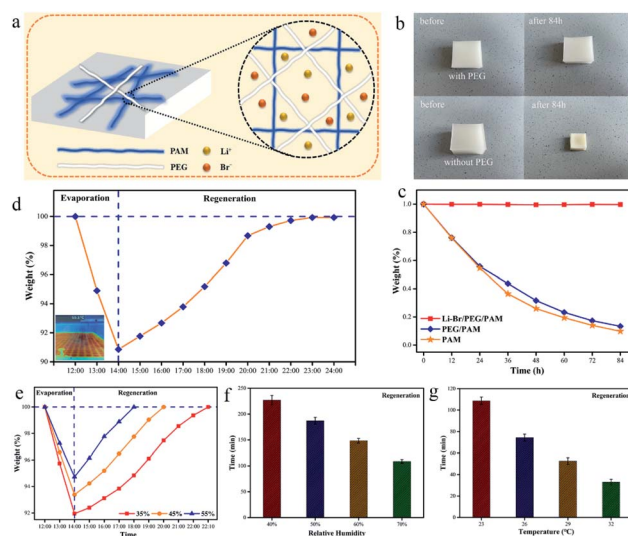 a
PAM
Li⁺
PEG
Br⁻
b
before
after 84h
with PEG
before
after 84h
without PEG
d
Evaporation
Regeneration
Weight (%)
100
98
96
94
92
90
12:00 13:00 14:00 15:00 16:00 17:00 18:00 19:00 20:00 21:00 22:00 23:00 24:00
c
Weight (%)
1.0
0.8
0.6
0.4
0.2
0.0
Li-Br/PEG/PAM
PEG/PAM
PAM
0 12 24 36 48 60 72 84
Time (h)
e
Evaporation
Regeneration
Weight (%)
100
98
96
94
92
35% 45% 55%
12:00 13:00 14:00 15:00 16:00 17:00 18:00 19:00 20:00 21:00 22:10
f
Regeneration
Time (min)
250
200
150
100
50
0
40% 50% 60% 70%
Relative Humidity
g
Regeneration
Time (min)
120
100
80
60
40
20
0
23 26 29 32
Temperature (°C)